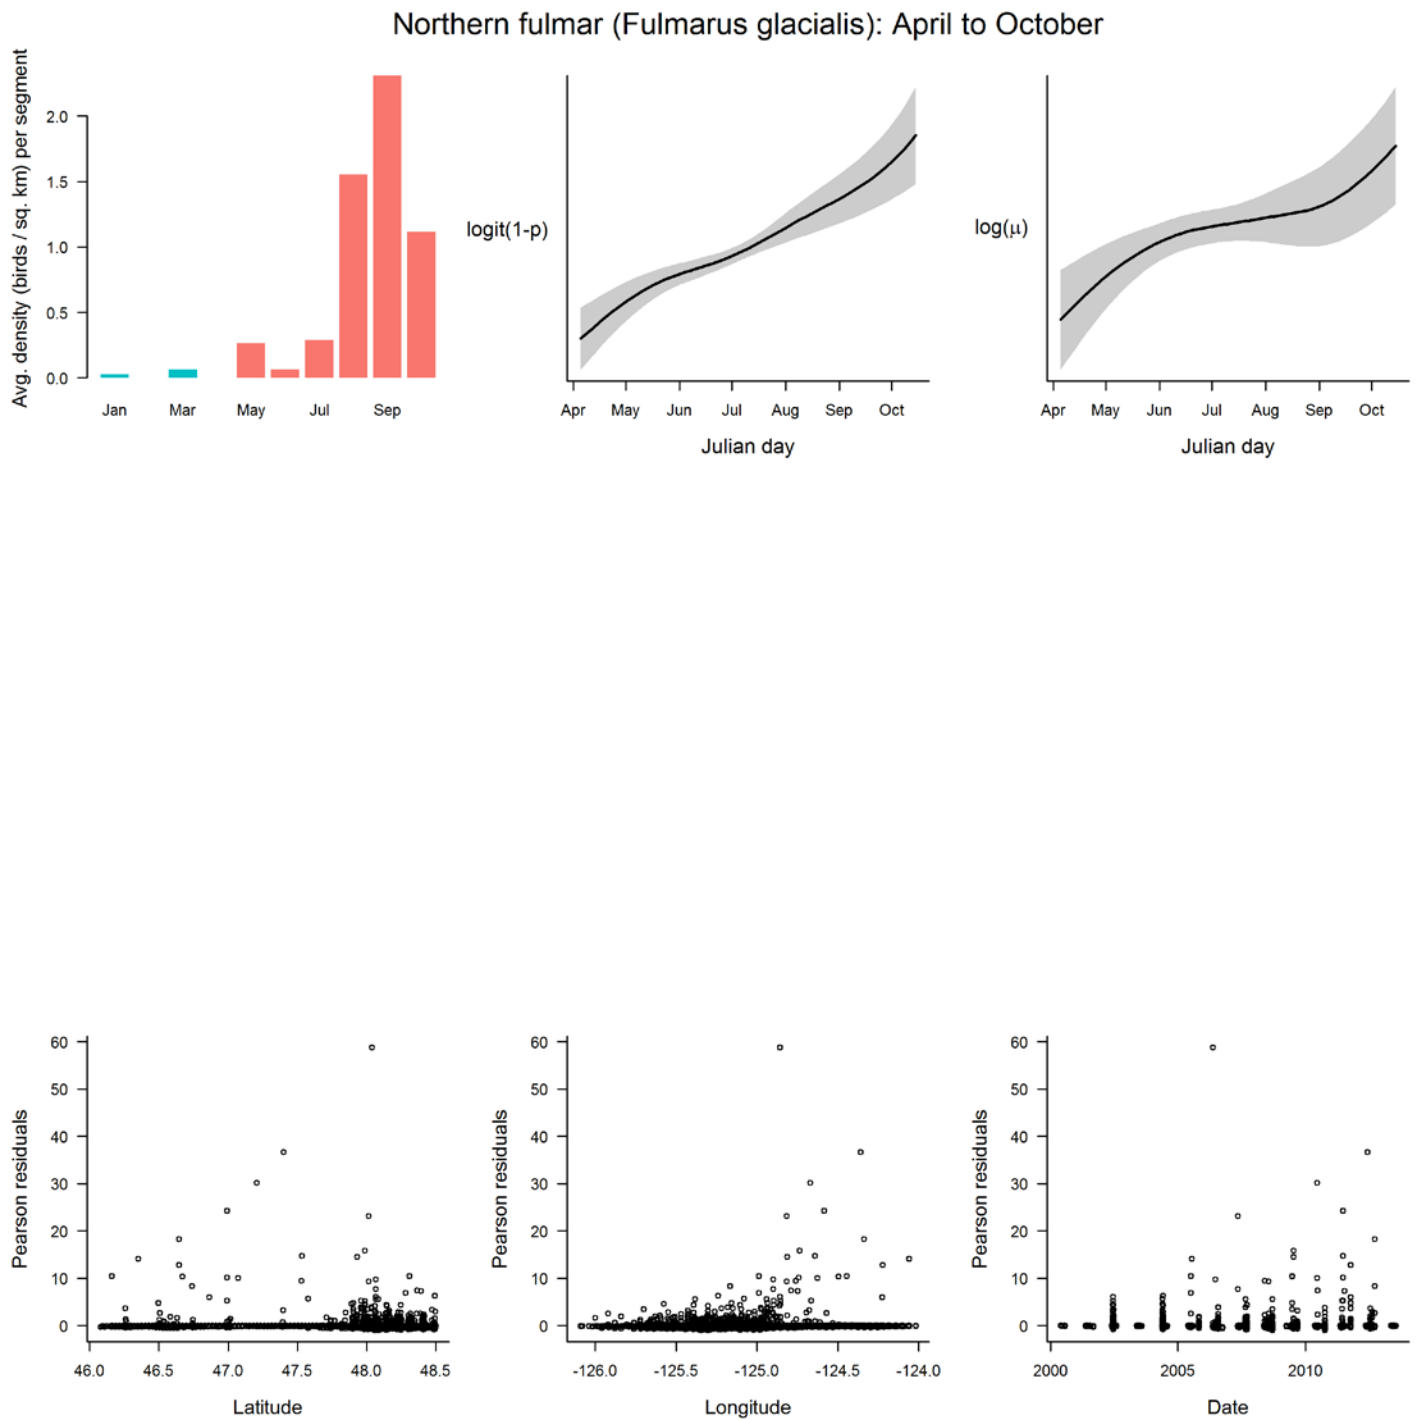 Northern fulmar (Fulmarus glacialis): April to October
Avg. density (birds / sq. km) per segment
2.0
1.5
1.0
0.5
0.0
Jan Mar May Jul Sep
logit(1-p)
Apr May Jun Jul Aug Sep Oct
Julian day
log(μ)
Apr May Jun Jul Aug Sep Oct
Julian day
Pearson residuals
60
50
40
30
20
10
0
46.0 46.5 47.0 47.5 48.0 48.5
Latitude
Pearson residuals
60
50
40
30
20
10
0
-126.0 -125.5 -125.0 -124.5 -124.0
Longitude
Pearson residuals
60
50
40
30
20
10
0
2000 2005 2010
Date